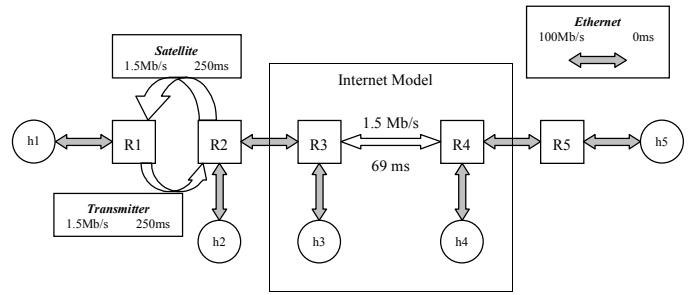 Ethernet
100Mb/s 0ms
Satellite
1.5Mb/s 250ms
Internet Model
1.5 Mb/s
h1
R1
R2
R3
R4
R5
h5
69 ms
Transmitter
1.5Mb/s 250ms
h2
h3
h4